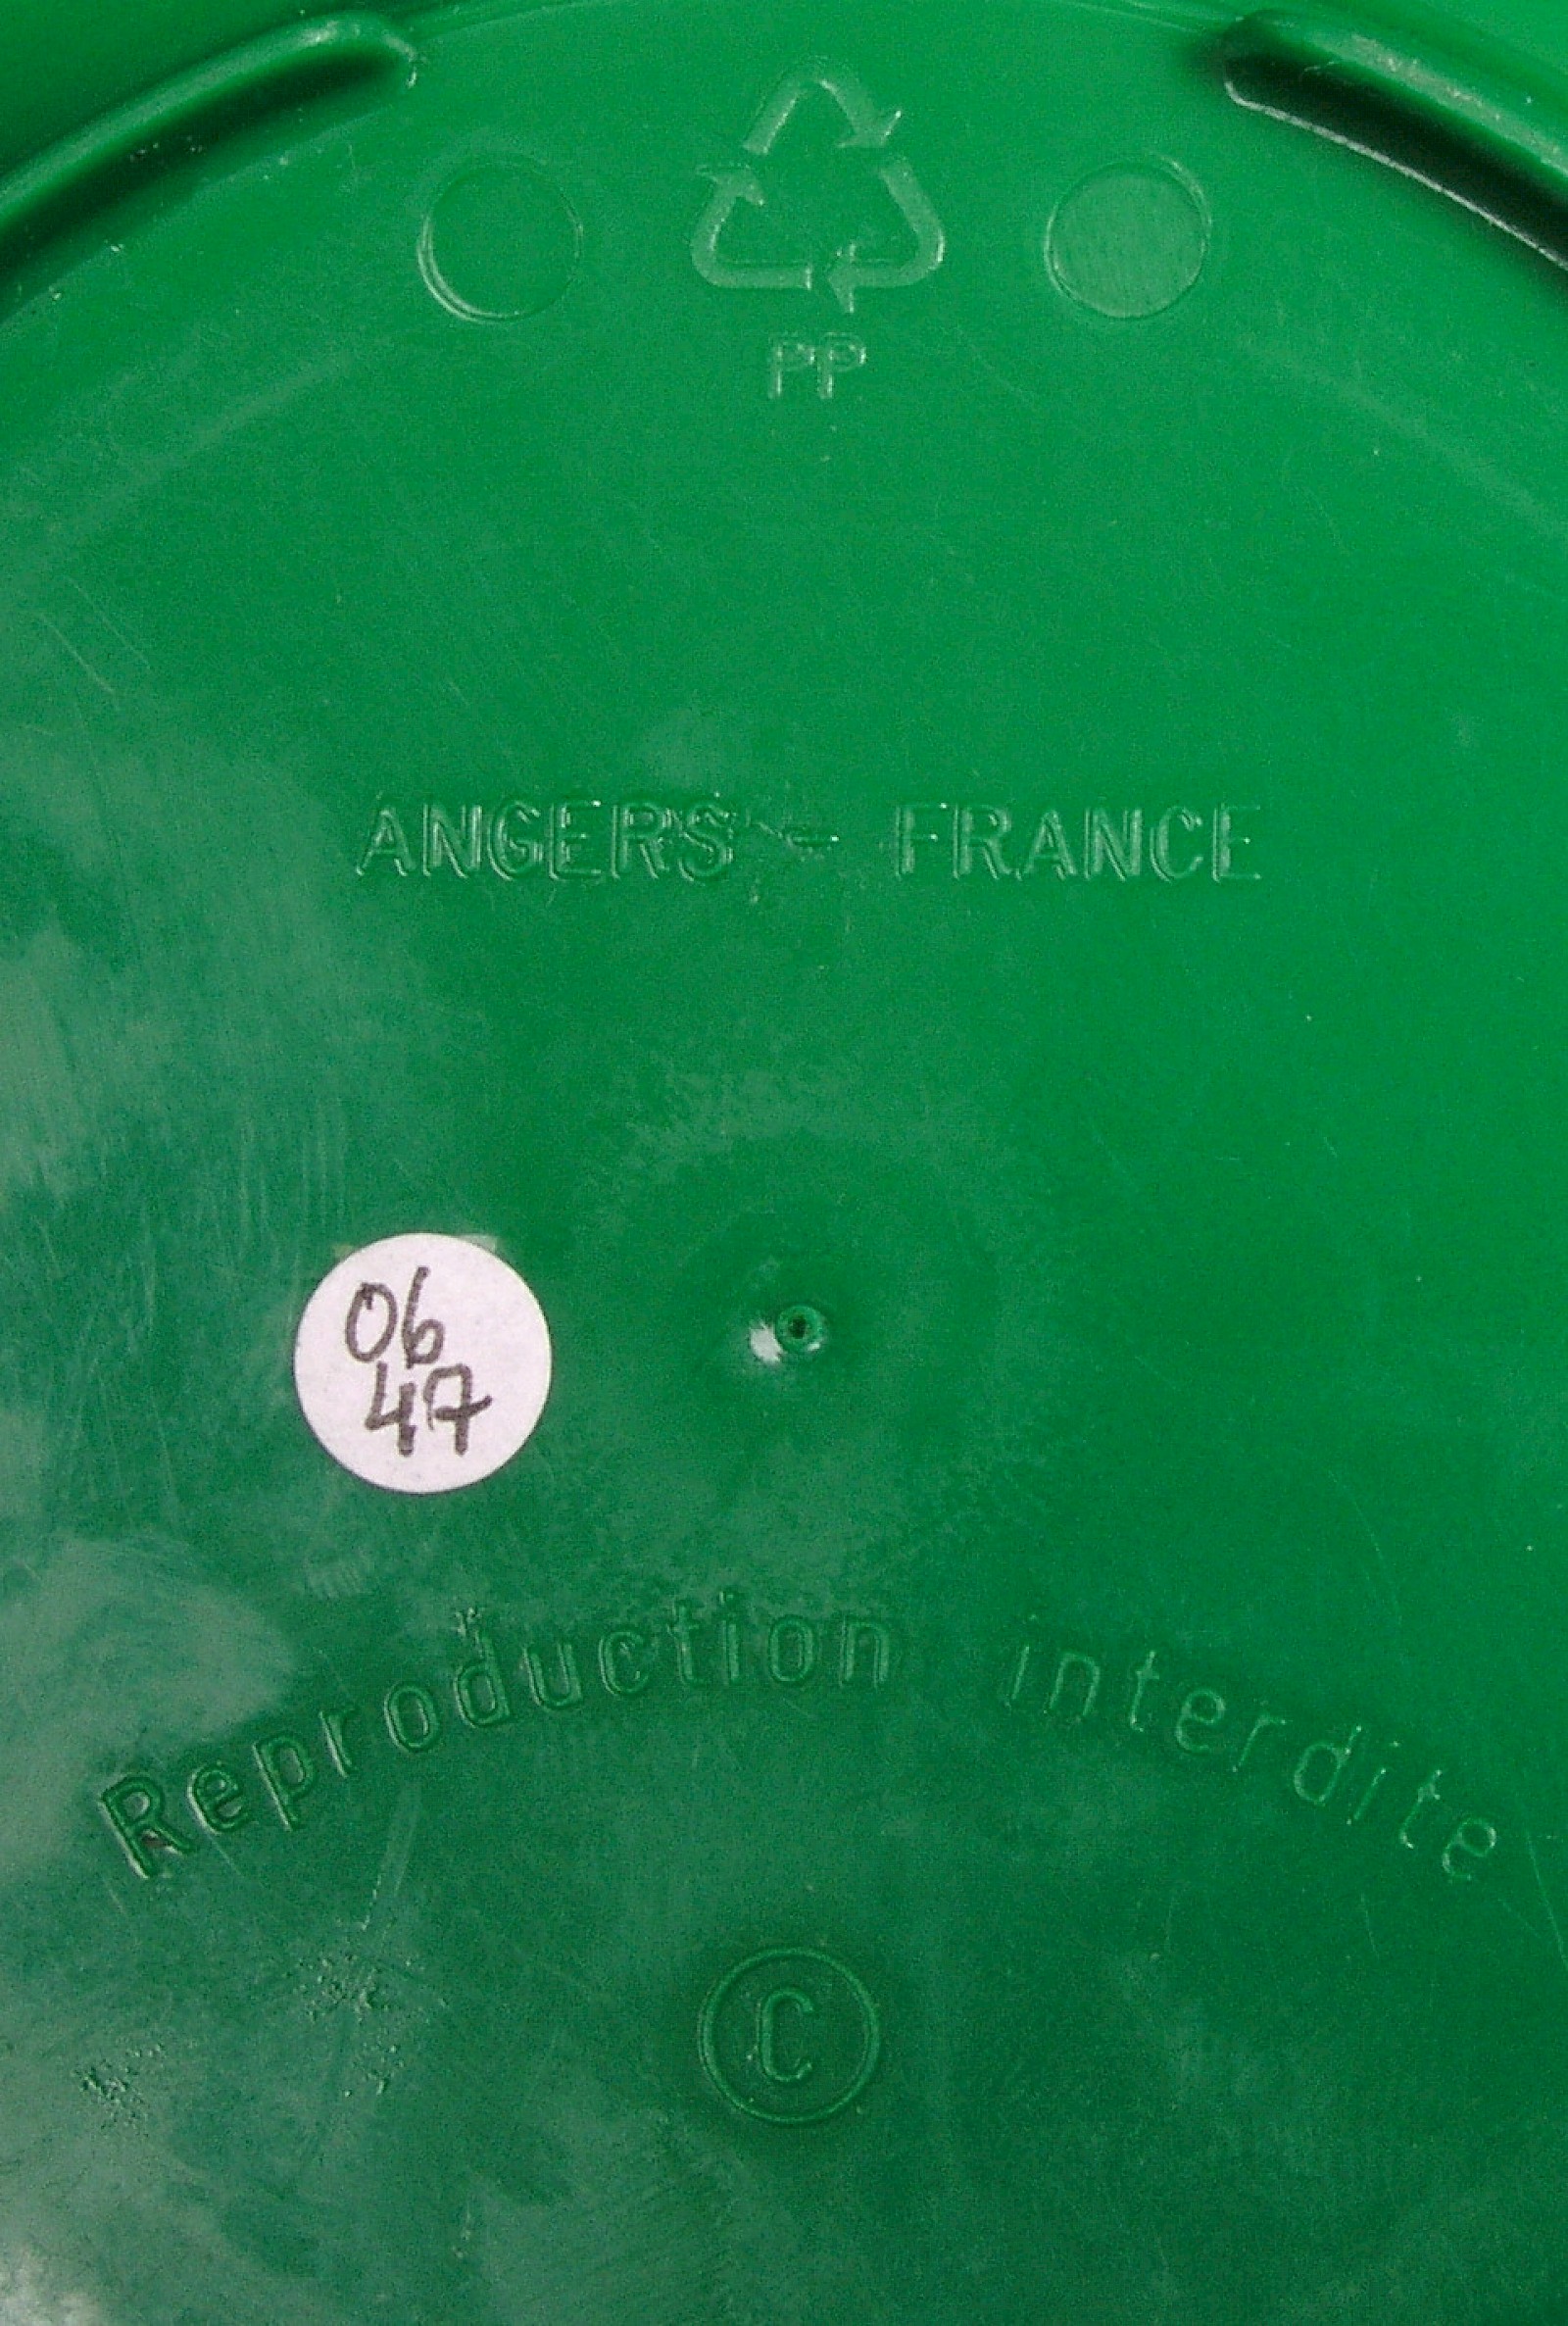 PP
ANGERS - FRANCE
06
47
Reproduction interdite
©